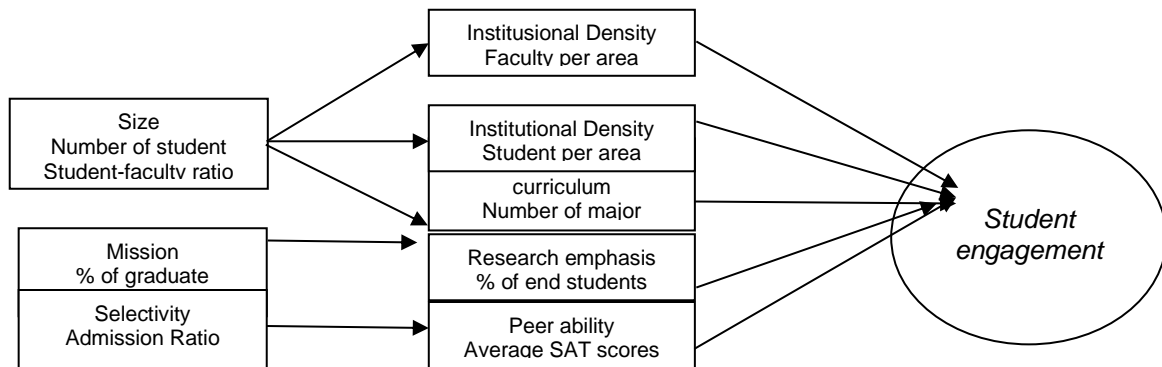 Institusional Density
Faculty per area
Size
Number of student
Student-faculty ratio
Institutional Density
Student per area
curriculum
Number of major
Mission
% of graduate
Research emphasis
% of end students
Selectivity
Admission Ratio
Peer ability
Average SAT scores
Student
engagement